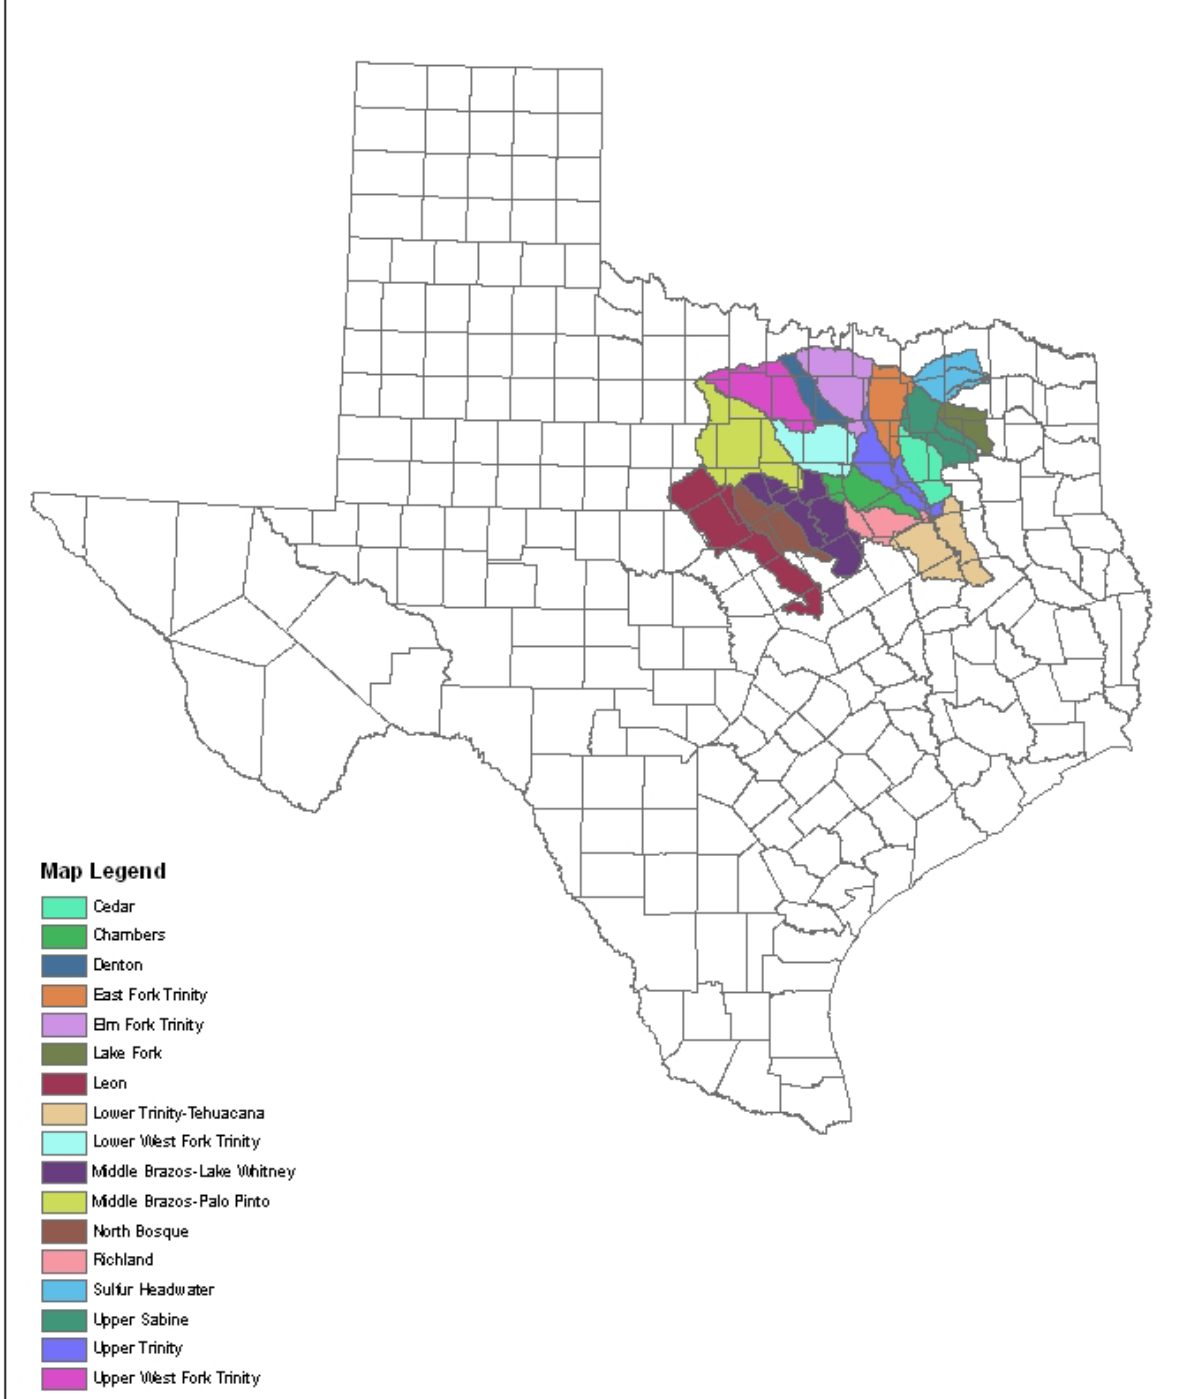 Map Legend
Cedar
Chambers
Denton
East Fork Trinity
Elm Fork Trinity
Lake Fork
Leon
Lower Trinity-Tehuacana
Lower West Fork Trinity
Middle Brazos-Lake Whitney
Middle Brazos-Palo Pinto
North Bosque
Richland
Sulfur Headwater
Upper Sabine
Upper Trinity
Upper West Fork Trinity